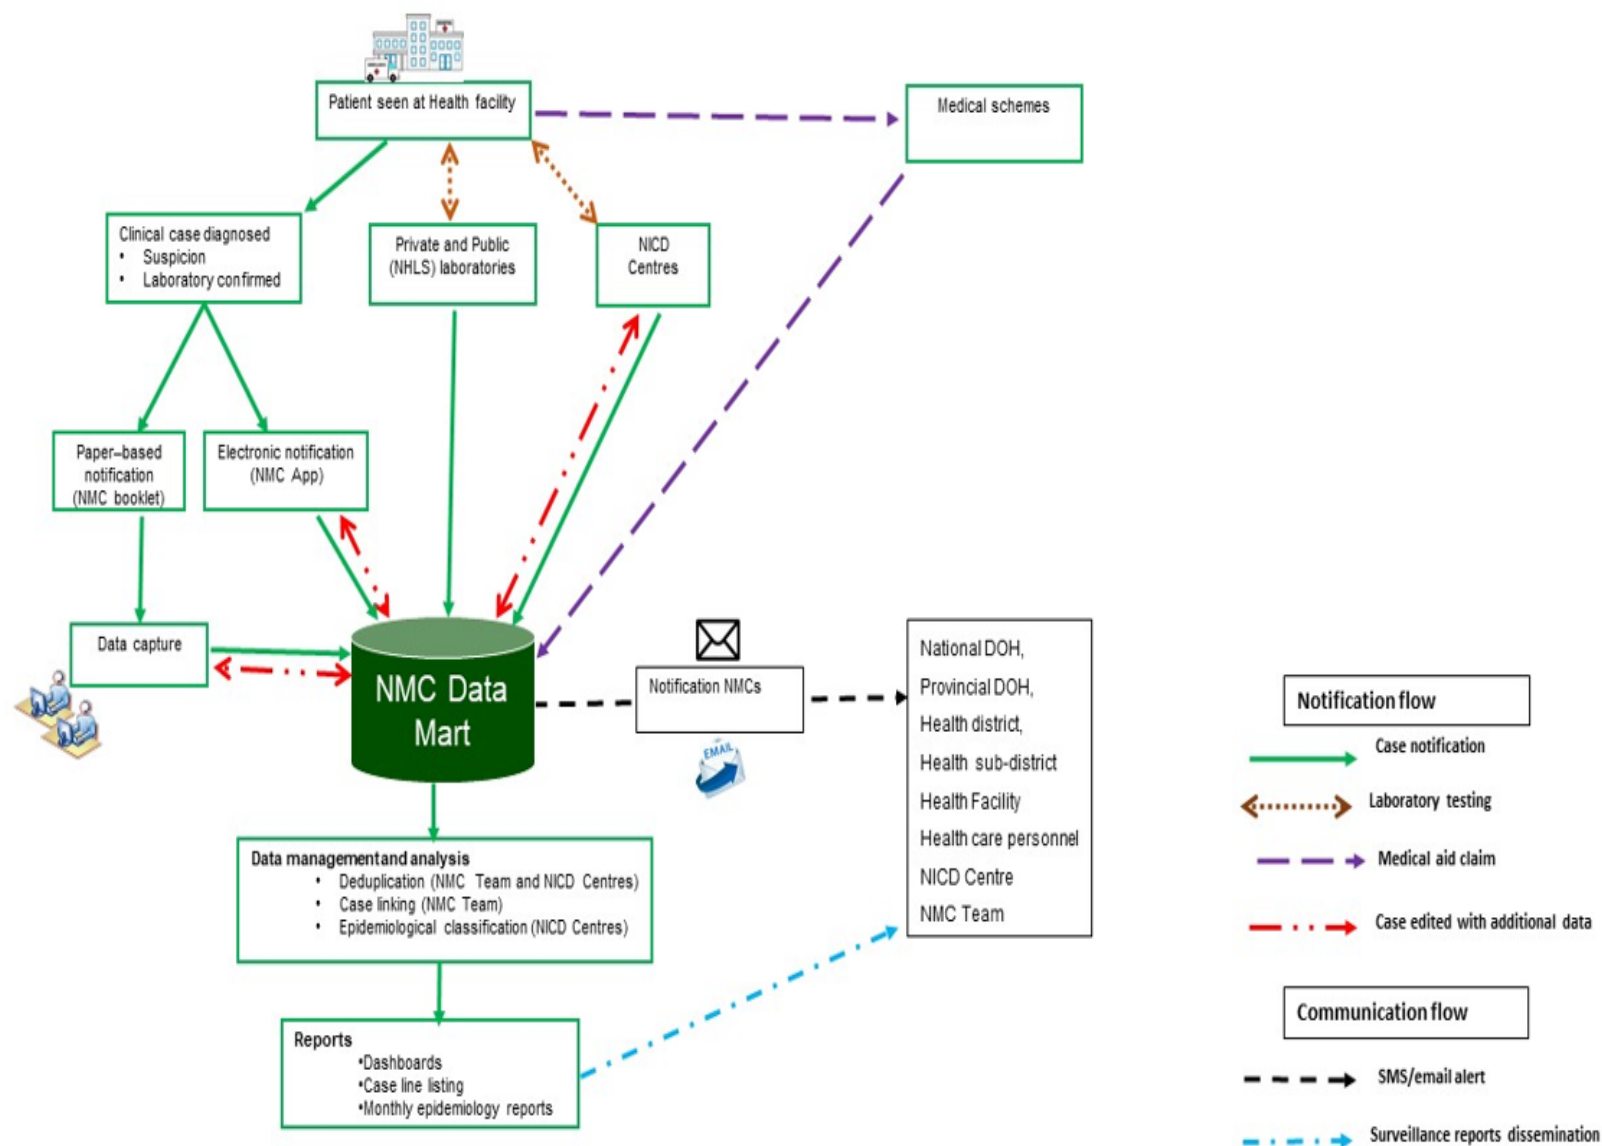 Patient seen at Health facility
Medical schemes
Clinical case diagnosed
• Suspicion
• Laboratory confirmed
Private and Public
(NHLS) laboratories
NICD
Centres
Paper–based
notification
(NMC booklet)
Electronic notification
(NMC App)
Data capture
NMC Data
Mart
Notification NMCs
EMAIL
National DOH,
Provincial DOH,
Health district,
Health sub-district
Health Facility
Health care personnel
NICD Centre
NMC Team
Data managementand analysis
• Deduplication (NMC Team and NICD Centres)
• Case linking (NMC Team)
• Epidemiological classification (NICD Centres)
Reports
•Dashboards
•Case line listing
•Monthly epidemiology reports
Notification flow
Case notification
Laboratory testing
Medical aid claim
Case edited with additional data
Communication flow
SMS/email alert
Surveillance reports dissemination